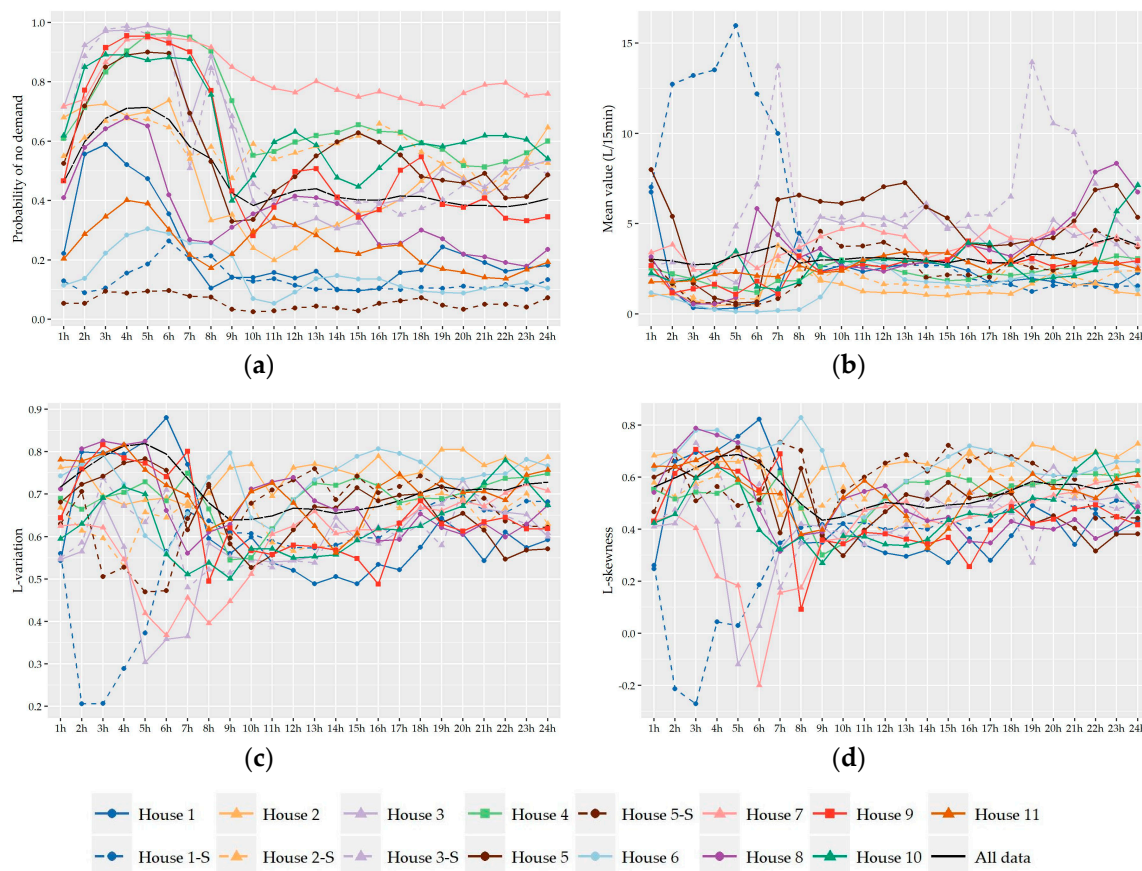 Probability of no demand
1.0
0.8
0.6
0.4
0.2
0.0
1h 2h 3h 4h 5h 6h 7h 8h 9h 10h 11h 12h 13h 14h 15h 16h 17h 18h 19h 20h 21h 22h 23h 24h
(a)
Mean value (L/15min)
15
10
5
0
1h 2h 3h 4h 5h 6h 7h 8h 9h 10h 11h 12h 13h 14h 15h 16h 17h 18h 19h 20h 21h 22h 23h 24h
(b)
L-variation
0.9
0.8
0.7
0.6
0.5
0.4
0.3
0.2
1h 2h 3h 4h 5h 6h 7h 8h 9h 10h 11h 12h 13h 14h 15h 16h 17h 18h 19h 20h 21h 22h 23h 24h
(c)
L-skewness
0.8
0.6
0.4
0.2
0.0
-0.2
1h 2h 3h 4h 5h 6h 7h 8h 9h 10h 11h 12h 13h 14h 15h 16h 17h 18h 19h 20h 21h 22h 23h 24h
(d)
House 1 House 2 House 3 House 4 House 5-S House 7 House 9 House 11
House 1-S House 2-S House 3-S House 5 House 6 House 8 House 10 All data